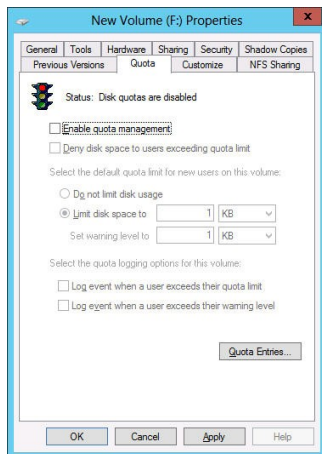 New Volume (F:) Properties
x
General Tools Hardware Sharing Security Shadow Copies
Previous Versions Quota Customize NFS Sharing
Status: Disk quotas are disabled
Enable quota management
Deny disk space to users exceeding quota limit
Select the default quota limit for new users on this volume:
Do not limit disk usage
Limit disk space to 1 KB
Set warning level to 1 KB
Select the quota logging options for this volume:
Log event when a user exceeds their quota limit
Log event when a user exceeds their warning level
Quota Entries...
OK Cancel Apply Help